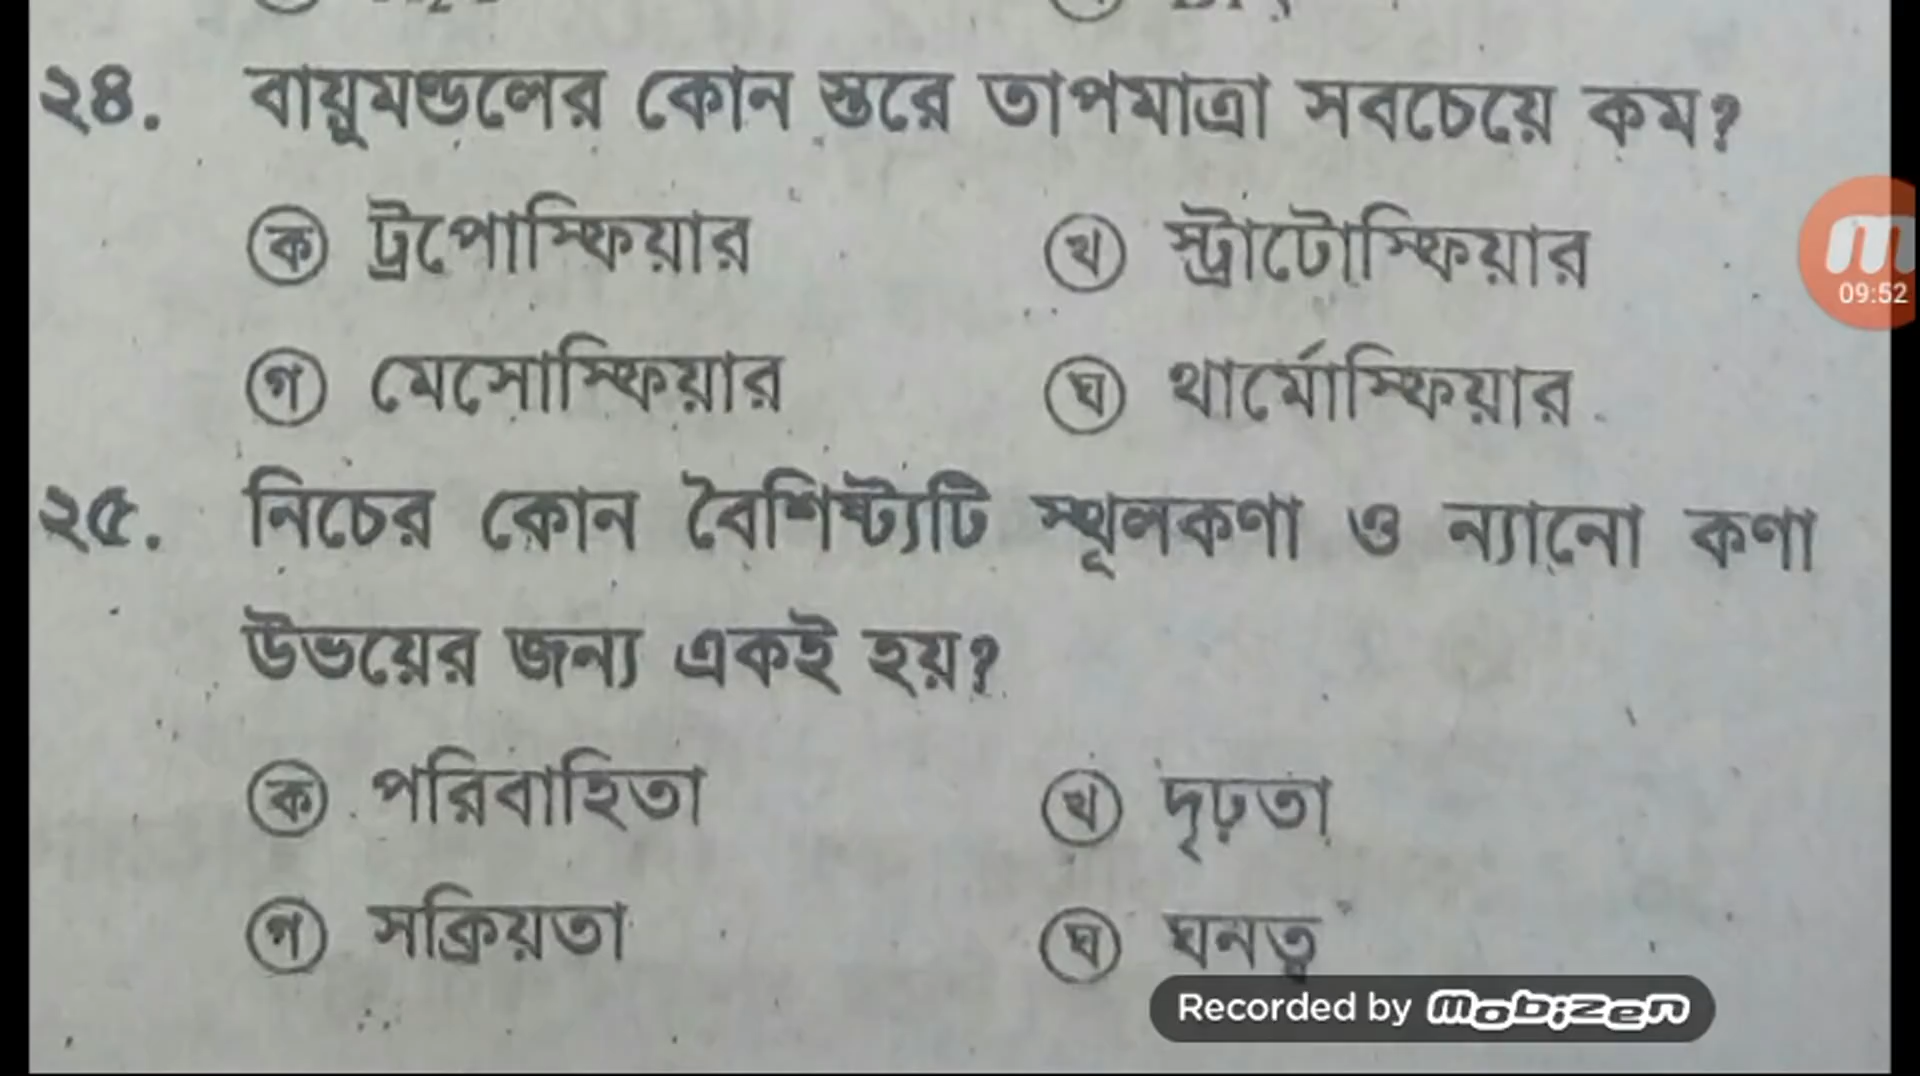 ২৪. বায়ূমণ্ডলের কোন স্তরে তাপমাত্রা সবচেয়ে কম?
ক ট্রপোস্ফিয়ার খ স্ট্রাটোস্ফিয়ার
09:52
গ মেসোস্ফিয়ার ঘ থার্মোস্ফিয়ার
২৫. নিচের কোন বৈশিষ্ট্যটি স্থূলকণা ও ন্যানো কণা
উভয়ের জন্য একই হয়?
ক পরিবাহিতা খ দৃঢ়তা
গ সক্রিয়তা ঘ ঘনত্ব
Recorded by mobizen